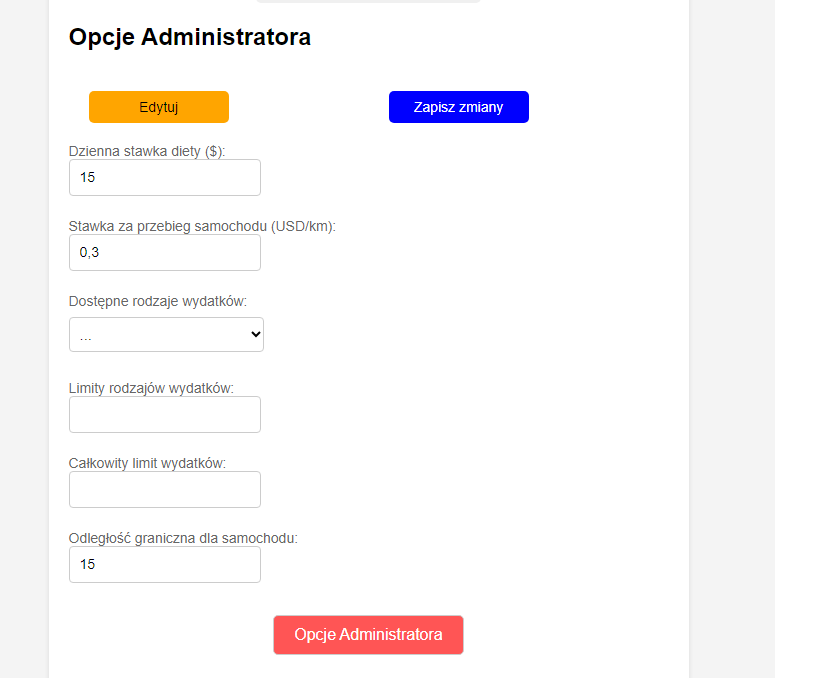 Opcje Administratora
Edytuj
Zapisz zmiany
Dzienna stawka diety ($):
15
Stawka za przebieg samochodu (USD/km):
0,3
Dostępne rodzaje wydatków:
...
Limity rodzajów wydatków:
Całkowity limit wydatków:
Odległość graniczna dla samochodu:
15
Opcje Administratora